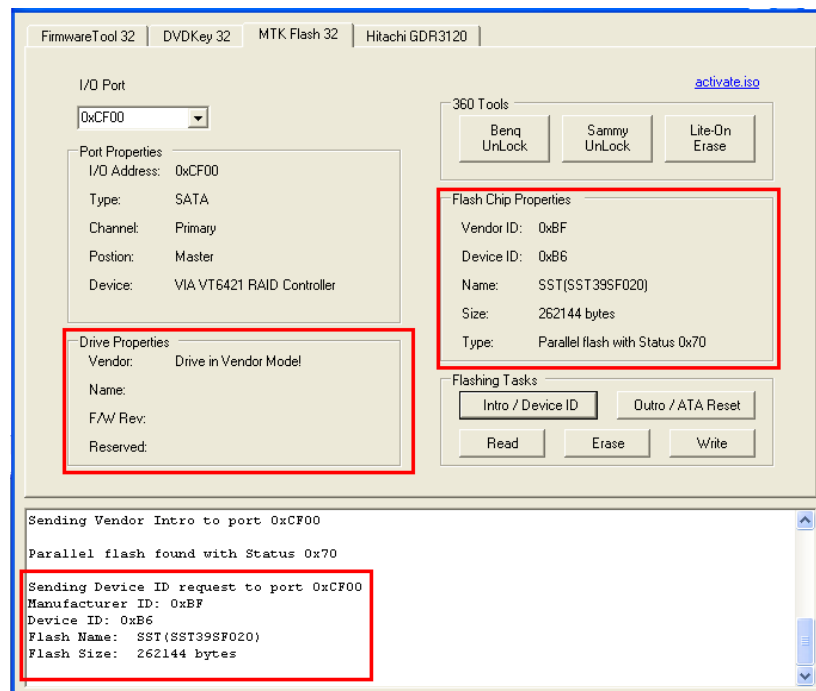 FirmwareTool 32
DVDKey 32
MTK Flash 32
Hitachi GDR3120
I/O Port
0xCF00
activate.iso
Port Properties
I/O Address: 0xCF00
Type: SATA
Channel: Primary
Postion: Master
Device: VIA VT6421 RAID Controller
Drive Properties
Vendor: Drive in Vendor Mode!
Name:
F/W Rev:
Reserved:
360 Tools
Benq UnLock
Sammy UnLock
Lite-On Erase
Flash Chip Properties
Vendor ID: 0xBF
Device ID: 0xB6
Name: SST(SST39SF020)
Size: 262144 bytes
Type: Parallel flash with Status 0x70
Flashing Tasks
Intro / Device ID
Outro / ATA Reset
Read
Erase
Write
Sending Vendor Intro to port 0xCF00
Parallel flash found with Status 0x70
Sending Device ID request to port 0xCF00
Manufacturer ID: 0xBF
Device ID: 0xB6
Flash Name: SST(SST39SF020)
Flash Size: 262144 bytes